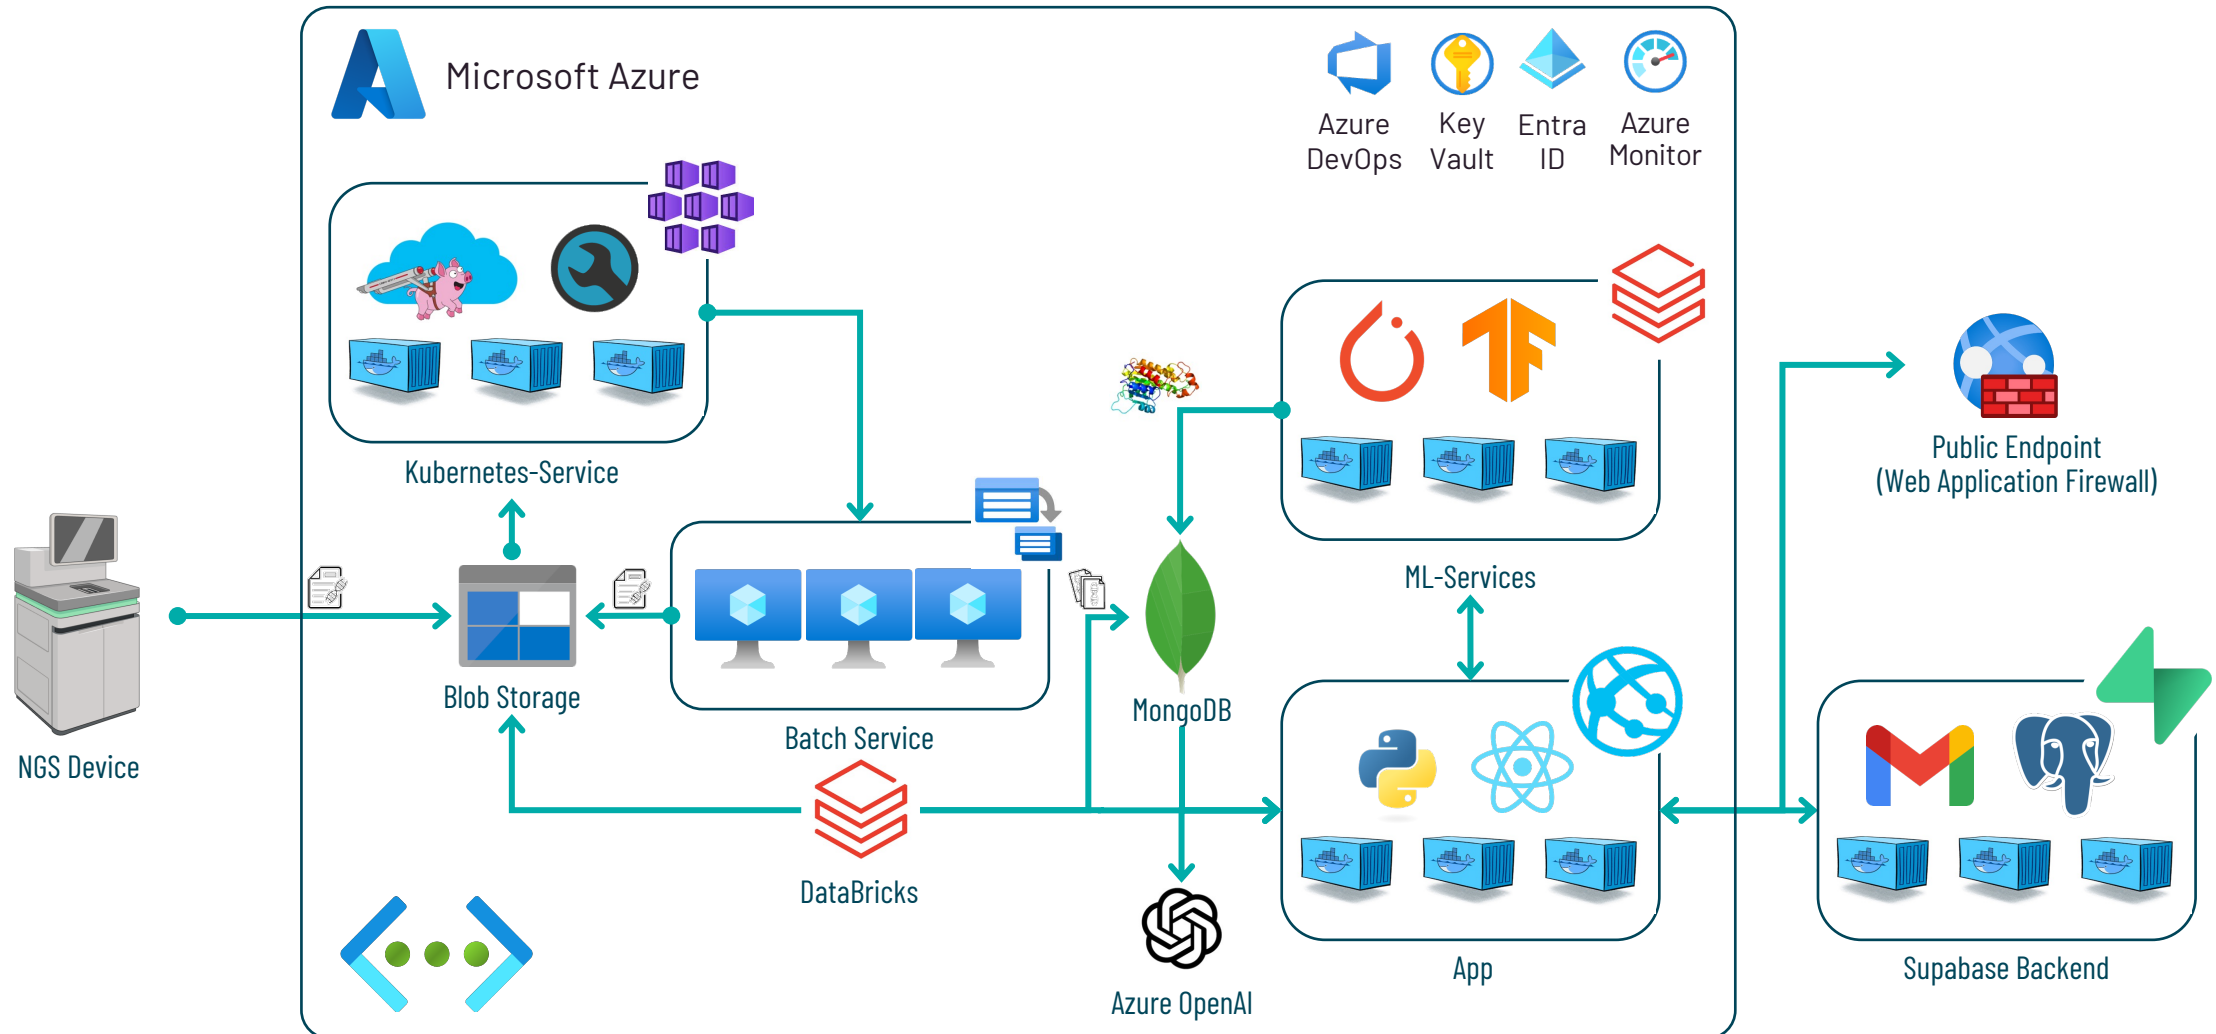 Microsoft Azure
Azure
DevOps
Key
Vault
Entra
ID
Azure
Monitor
Kubernetes-Service
Public Endpoint
(Web Application Firewall)
ML-Services
Blob Storage
MongoDB
Batch Service
NGS Device
DataBricks
App
Supabase Backend
Azure OpenAI